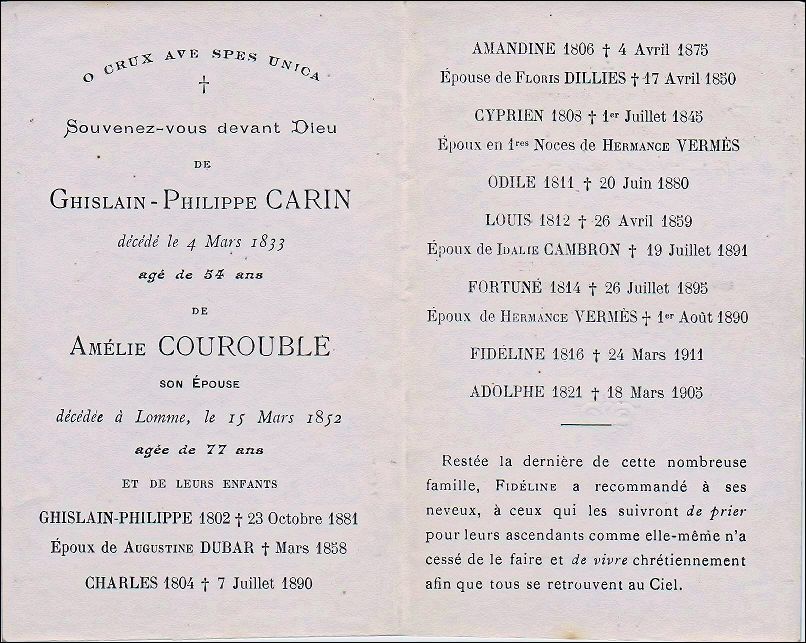 O CRUX AVE SPES UNICA
†
Souvenez-vous devant Dieu
DE
GHISLAIN-PHILIPPE CARIN
décédé le 4 Mars 1833
agé de 54 ans
DE
AMÉLIE COUROUBLE
SON ÉPOUSE
décédée à Lomme, le 15 Mars 1852
agée de 77 ans
ET DE LEURS ENFANTS
GHISLAIN-PHILIPPE 1802 † 23 Octobre 1881
Époux de AUGUSTINE DUBAR † Mars 1858
CHARLES 1804 † 7 Juillet 1890
AMANDINE 1806 † 4 Avril 1875
Épouse de FLORIS DILLIES † 17 Avril 1850
CYPRIEN 1808 † 1er Juillet 1845
Époux en 1res Noces de HERMANCE VERMÈS
ODILE 1811 † 20 Juin 1880
LOUIS 1812 † 26 Avril 1859
Époux de IDALIE CAMBRON † 19 Juillet 1891
FORTUNÉ 1814 † 26 Juillet 1895
Époux de HERMANCE VERMÈS † 1er Août 1890
FIDÉLINE 1816 † 24 Mars 1911
ADOLPHE 1821 † 18 Mars 1905
Restée la dernière de cette nombreuse
famille, FIDÉLINE a recommandé à ses
neveux, à ceux qui les suivront de prier
pour leurs ascendants comme elle-même n'a
cessé de le faire et de vivre chrétiennement
afin que tous se retrouvent au Ciel.